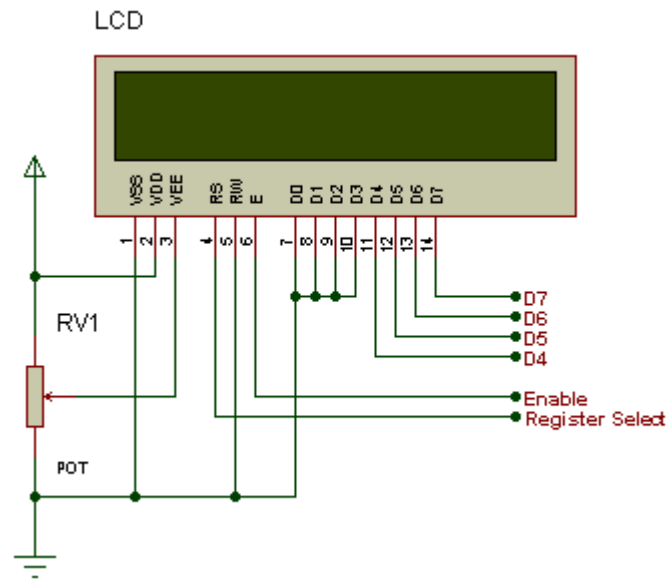 LCD
VSS VDD VEE RS RW E D0 D1 D2 D3 D4 D5 D6 D7
1 2 3 4 5 6 7 8 9 10 11 12 13 14
D7
D6
D5
D4
RV1
Enable
Register Select
POT